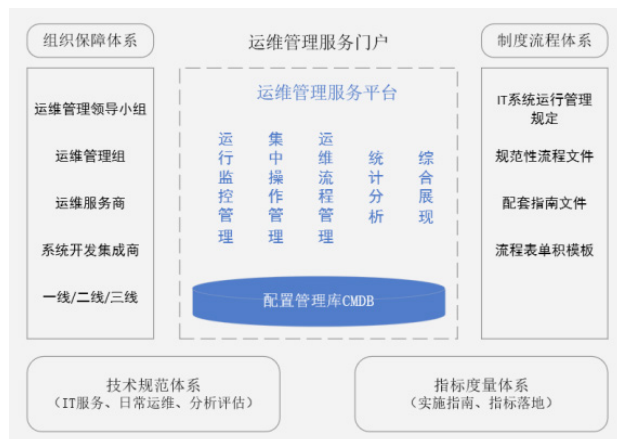 组织保障体系
运维管理领导小组
运维管理组
运维服务商
系统开发集成商
一线/二线/三线
运维管理服务门户
运维管理服务平台
运行监控管理
集中操作管理
运维流程管理
统计分析
综合展现
配置管理库CMDB
制度流程体系
IT系统运行管理
规定
规范性流程文件
配套指南文件
流程表单积模板
技术规范体系
（IT服务、日常运维、分析评估）
指标度量体系
（实施指南、指标落地）